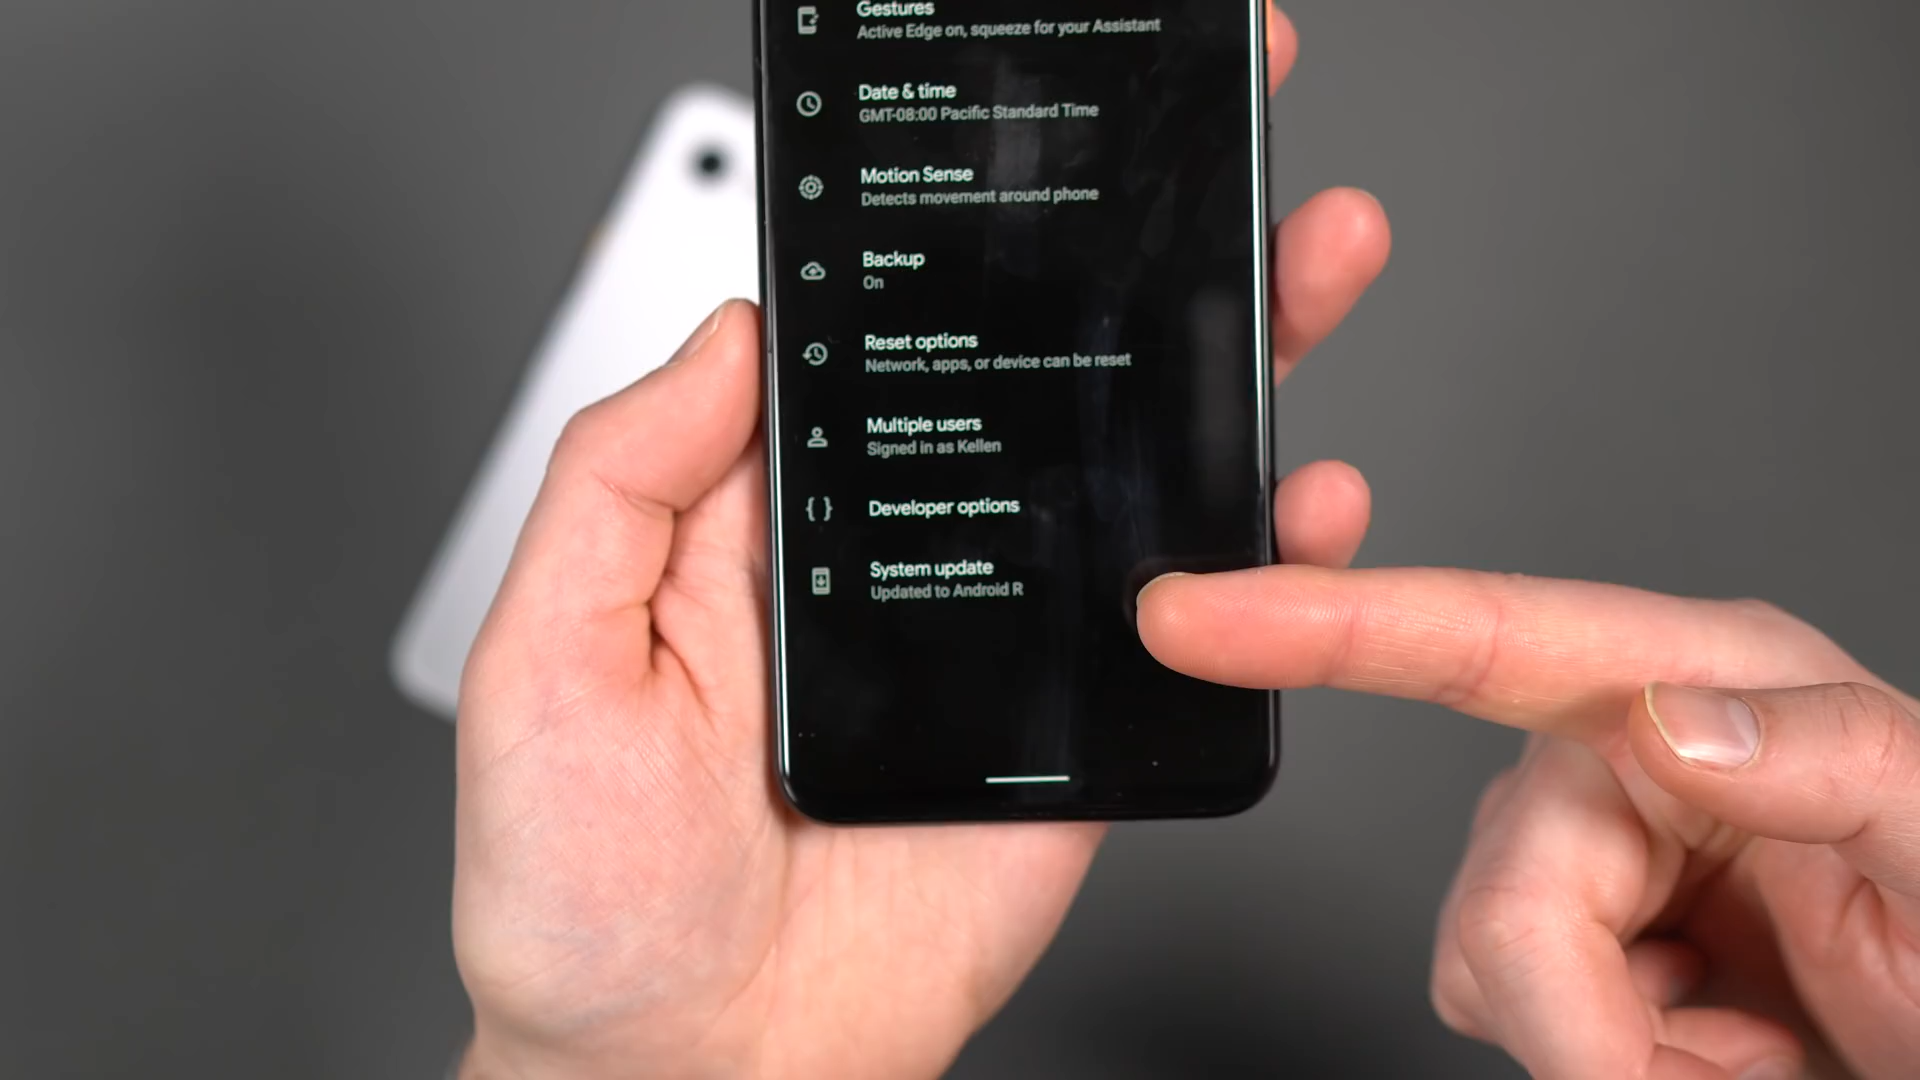 Gestures
Active Edge on, squeeze for your Assistant
Date & time
GMT-08:00 Pacific Standard Time
Motion Sense
Detects movement around phone
Backup
On
Reset options
Network, apps, or device can be reset
Multiple users
Signed in as Kellen
Developer options
System update
Updated to Android R